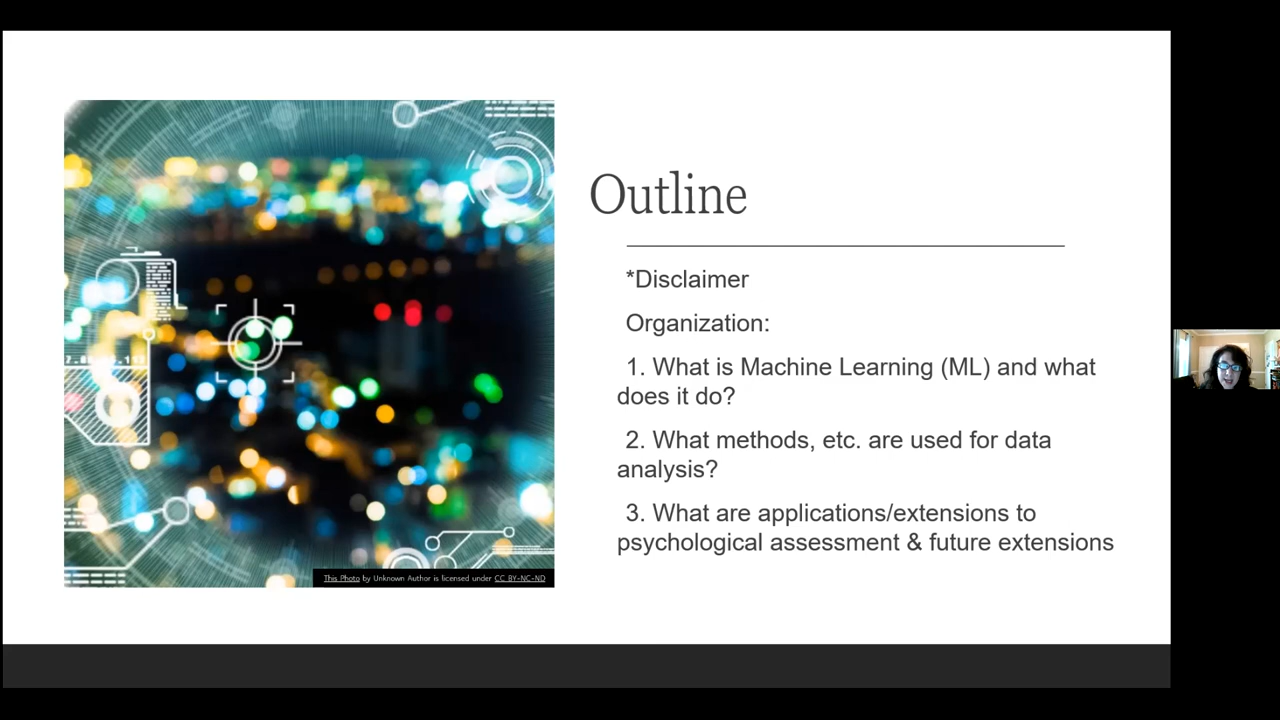 Outline
*Disclaimer
Organization:
1. What is Machine Learning (ML) and what
does it do?
2. What methods, etc. are used for data
analysis?
3. What are applications/extensions to
psychological assessment & future extensions
This Photo by Unknown Author is licensed under CC BY-NC-ND